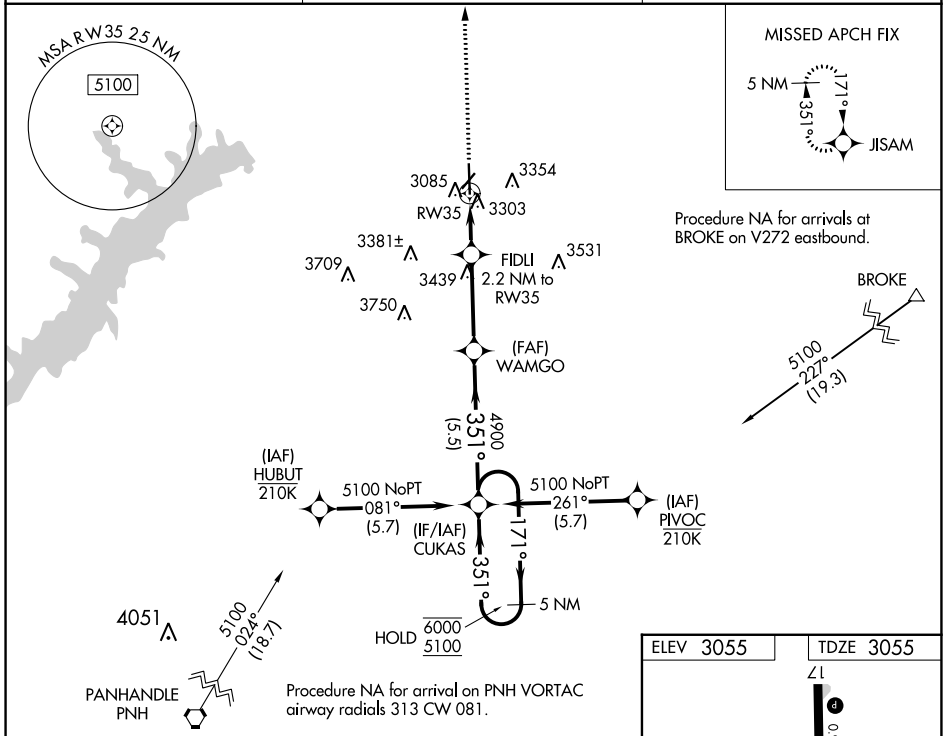 MSA RW35 25 NM
5100
MISSED APCH FIX
5 NM
351°
171°
JISAM
3085
3354
RW35
3303
3381±
3709
3439
FIDLI
2.2 NM to
RW35
3531
3750
Procedure NA for arrivals at
BROKE on V272 eastbound.
BROKE
5100
227°
(19.3)
(FAF)
WAMGO
4900
351°
(5.5)
(IAF)
HUBUT
210K
5100 NoPT
081°
(5.7)
(IF/IAF)
CUKAS
5100 NoPT
261°
(5.7)
(IAF)
PIVOC
210K
171°
351°
5 NM
HOLD
6000
5100
4051
5100
024°
(18.7)
PANHANDLE
PNH
Procedure NA for arrival on PNH VORTAC
airway radials 313 CW 081.
ELEV 3055
TDZE 3055
17
P